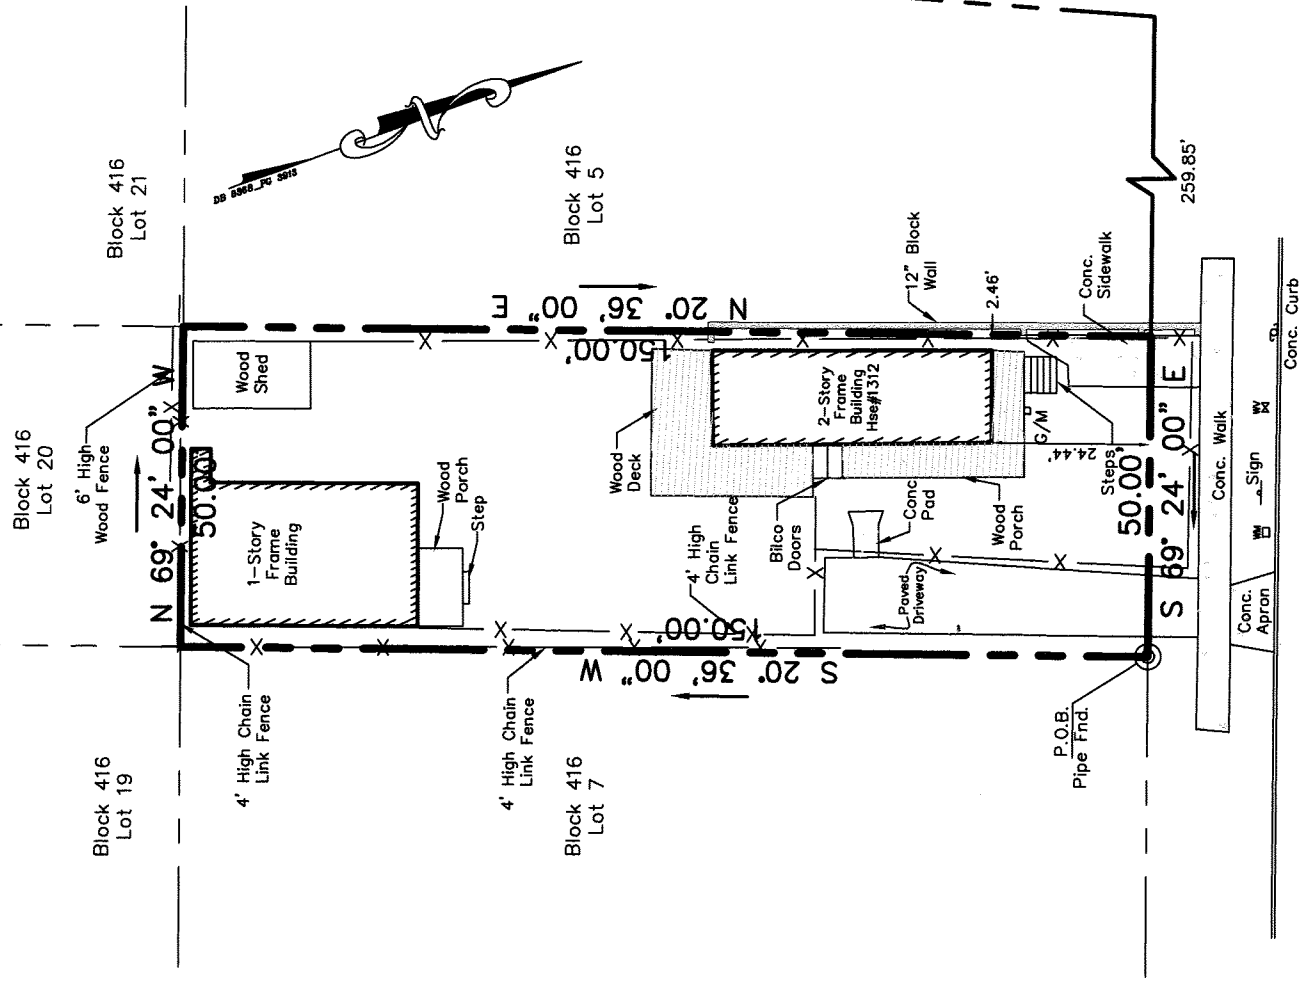 Block 416
Lot 20
6' High
Wood Fence
Block 416
Lot 21
DB 5368_PG 3913
N
Block 416
Lot 5
N 69° 24' 00" W
50.00'
N 20° 36' 00" E
150.00'
Wood
Shed
1-Story
Frame
Building
Wood
Porch
Step
Wood
Deck
2-Story
Frame
Building
Hse#1312
12" Block
Wall
2.46'
Conc.
Sidewalk
259.85'
G/M
24.44'
Steps
4' High
Chain
Link Fence
Bilco
Doors
Conc.
Pad
Wood
Porch
Paved
Driveway
150.00'
S 20° 36' 00" W
50.00'
S 69° 24' 00" E
4' High Chain
Link Fence
4' High Chain
Link Fence
Block 416
Lot 19
Block 416
Lot 7
P.O.B.
Pipe Fnd.
Conc. Walk
Conc.
Apron
WM
Sign
WV
Conc. Curb